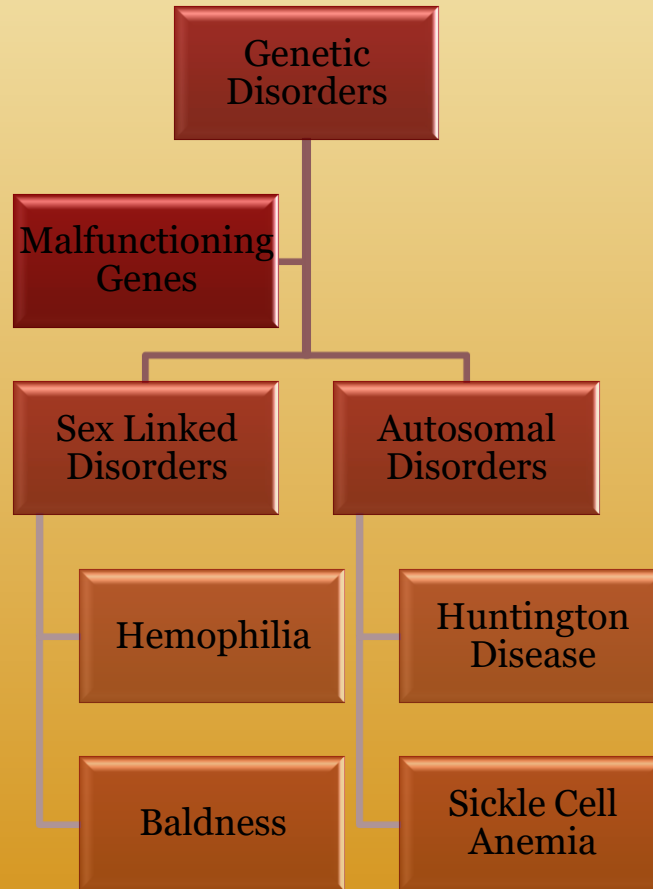 Genetic
Disorders
Malfunctioning
Genes
Sex Linked
Disorders
Autosomal
Disorders
Hemophilia
Huntington
Disease
Baldness
Sickle Cell
Anemia